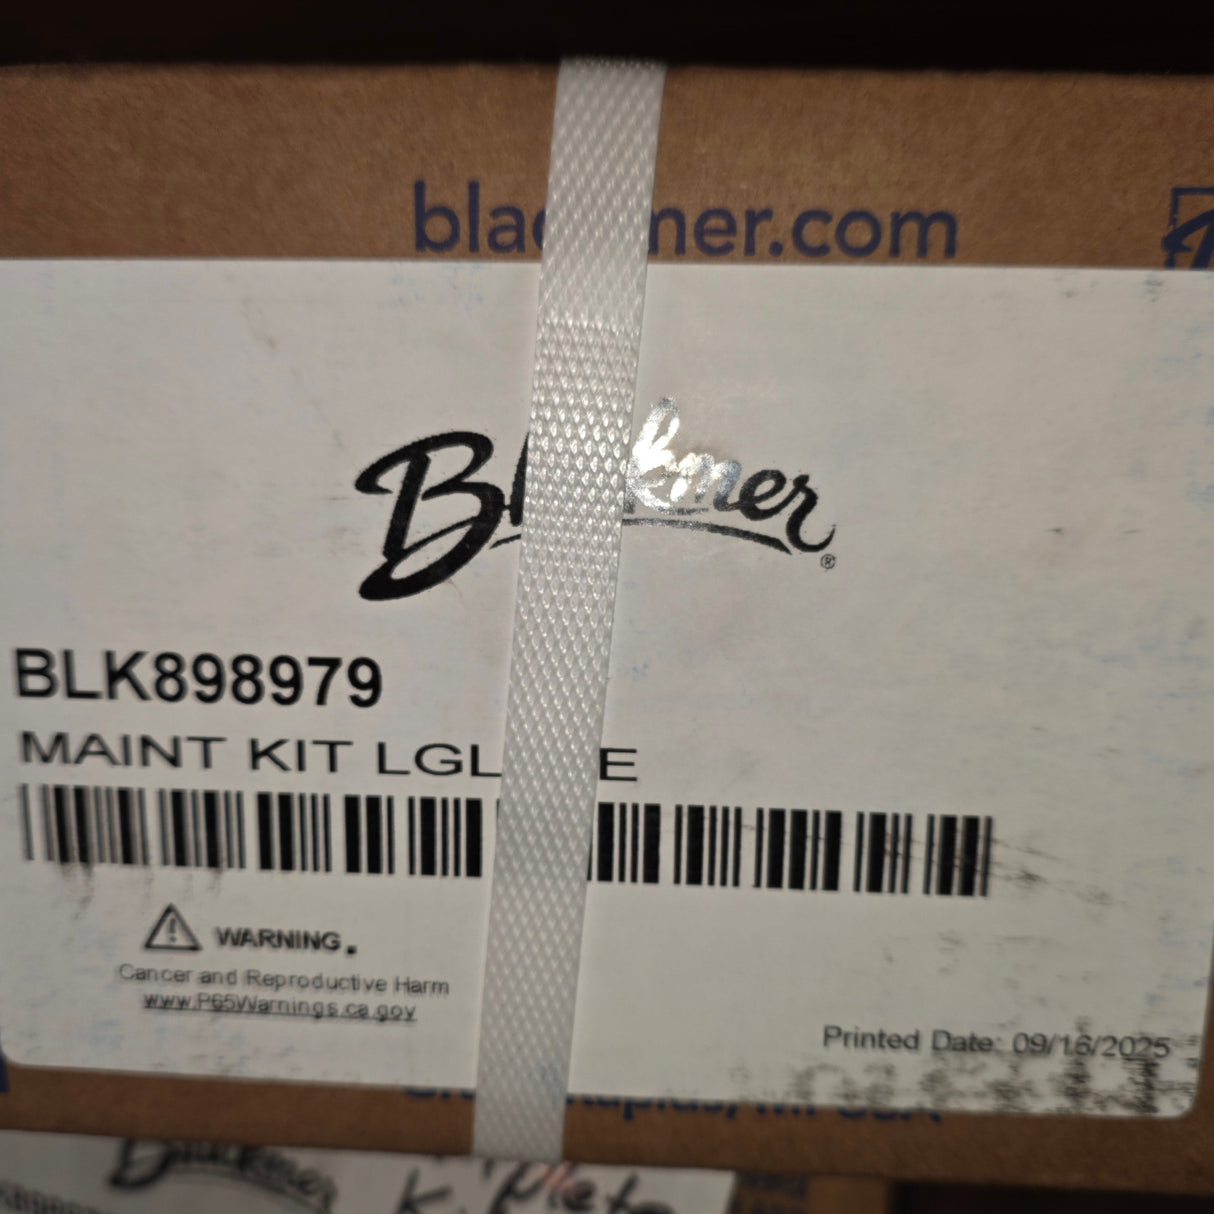 blackmer.com
Blackmer®
BLK898979
MAINT KIT LGL E
WARNING.
Cancer and Reproductive Harm
www.P65Warnings.ca.gov
Printed Date: 09/16/2025
Blackmer